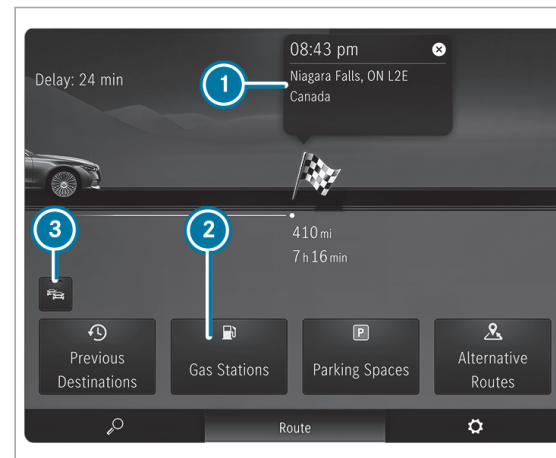 08:43 pm
Delay: 24 min
Niagara Falls, ON L2E
Canada
1
3
2
410 mi
7 h 16 min
P
Previous
Destinations
Gas Stations
Parking Spaces
Alternative
Routes
Route